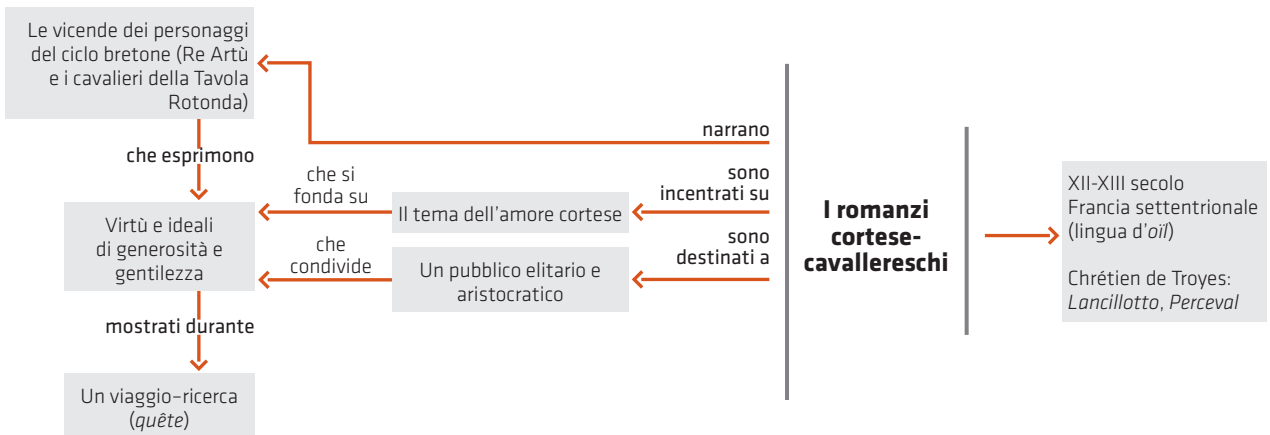 Le vicende dei personaggi
del ciclo bretone (Re Artù
e i cavalieri della Tavola
Rotonda)
narrano
che esprimono
che si
fonda su
Il tema dell'amore cortese
sono
incentrati su
Virtù e ideali
di generosità e
gentilezza
che
condivide
Un pubblico elitario e
aristocratico
sono
destinati a
mostrati durante
Un viaggio–ricerca
(quête)
I romanzi
cortese-
cavallereschi
XII-XIII secolo
Francia settentrionale
(lingua d'oïl)
Chrétien de Troyes:
Lancillotto, Perceval